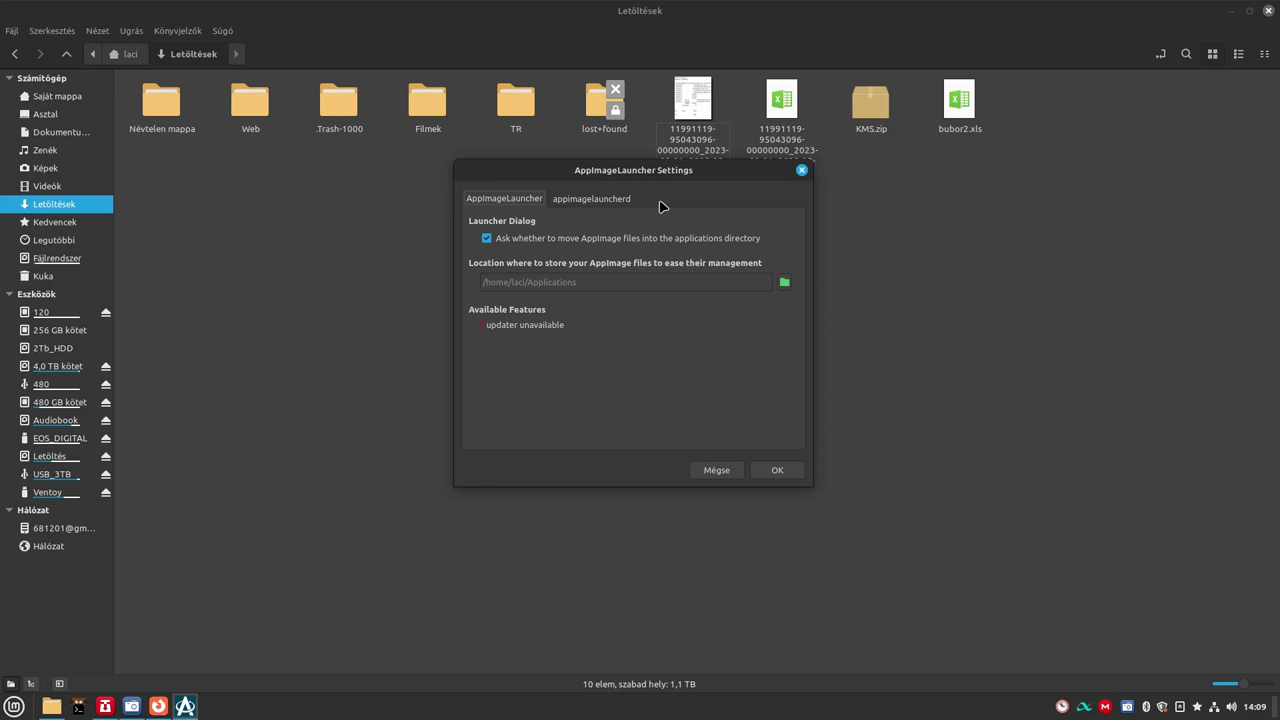 Letöltések
Fájl Szerkesztés Nézet Ugrás Könyvjelzők Súgó
laci Letöltések
Számítógép
Saját mappa
Asztal
Dokumentu...
Zenék
Képek
Videók
Letöltések
Kedvencek
Legutóbbi
Fájlrendszer
Kuka
Eszközök
120
256 GB kötet
2Tb_HDD
4,0 TB kötet
480
480 GB kötet
Audiobook
EOS_DIGITAL
Letöltés
USB_3TB
Ventoy
Hálózat
681201@gm...
Hálózat
Névtelen mappa Web .Trash-1000 Filmek TR lost+found 11991119- 11991119- KMS.zip bubor2.xls
95043096- 95043096-
00000000_2023- 00000000_2023-
AppImageLauncher Settings
AppImageLauncher appimagelauncherd
Launcher Dialog
Ask whether to move AppImage files into the applications directory
Location where to store your AppImage files to ease their management
/home/laci/Applications
Available Features
updater unavailable
Mégse OK
10 elem, szabad hely: 1,1 TB
14:09